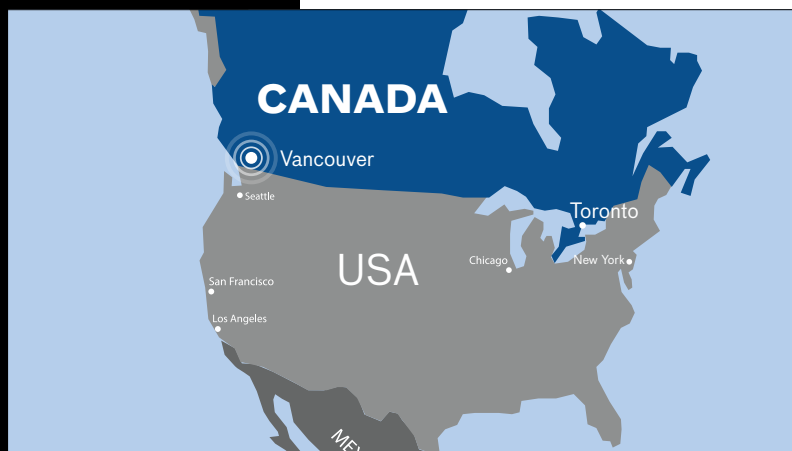 CANADA
Vancouver
Seattle
Toronto
USA
Chicago
New York
San Francisco
Los Angeles